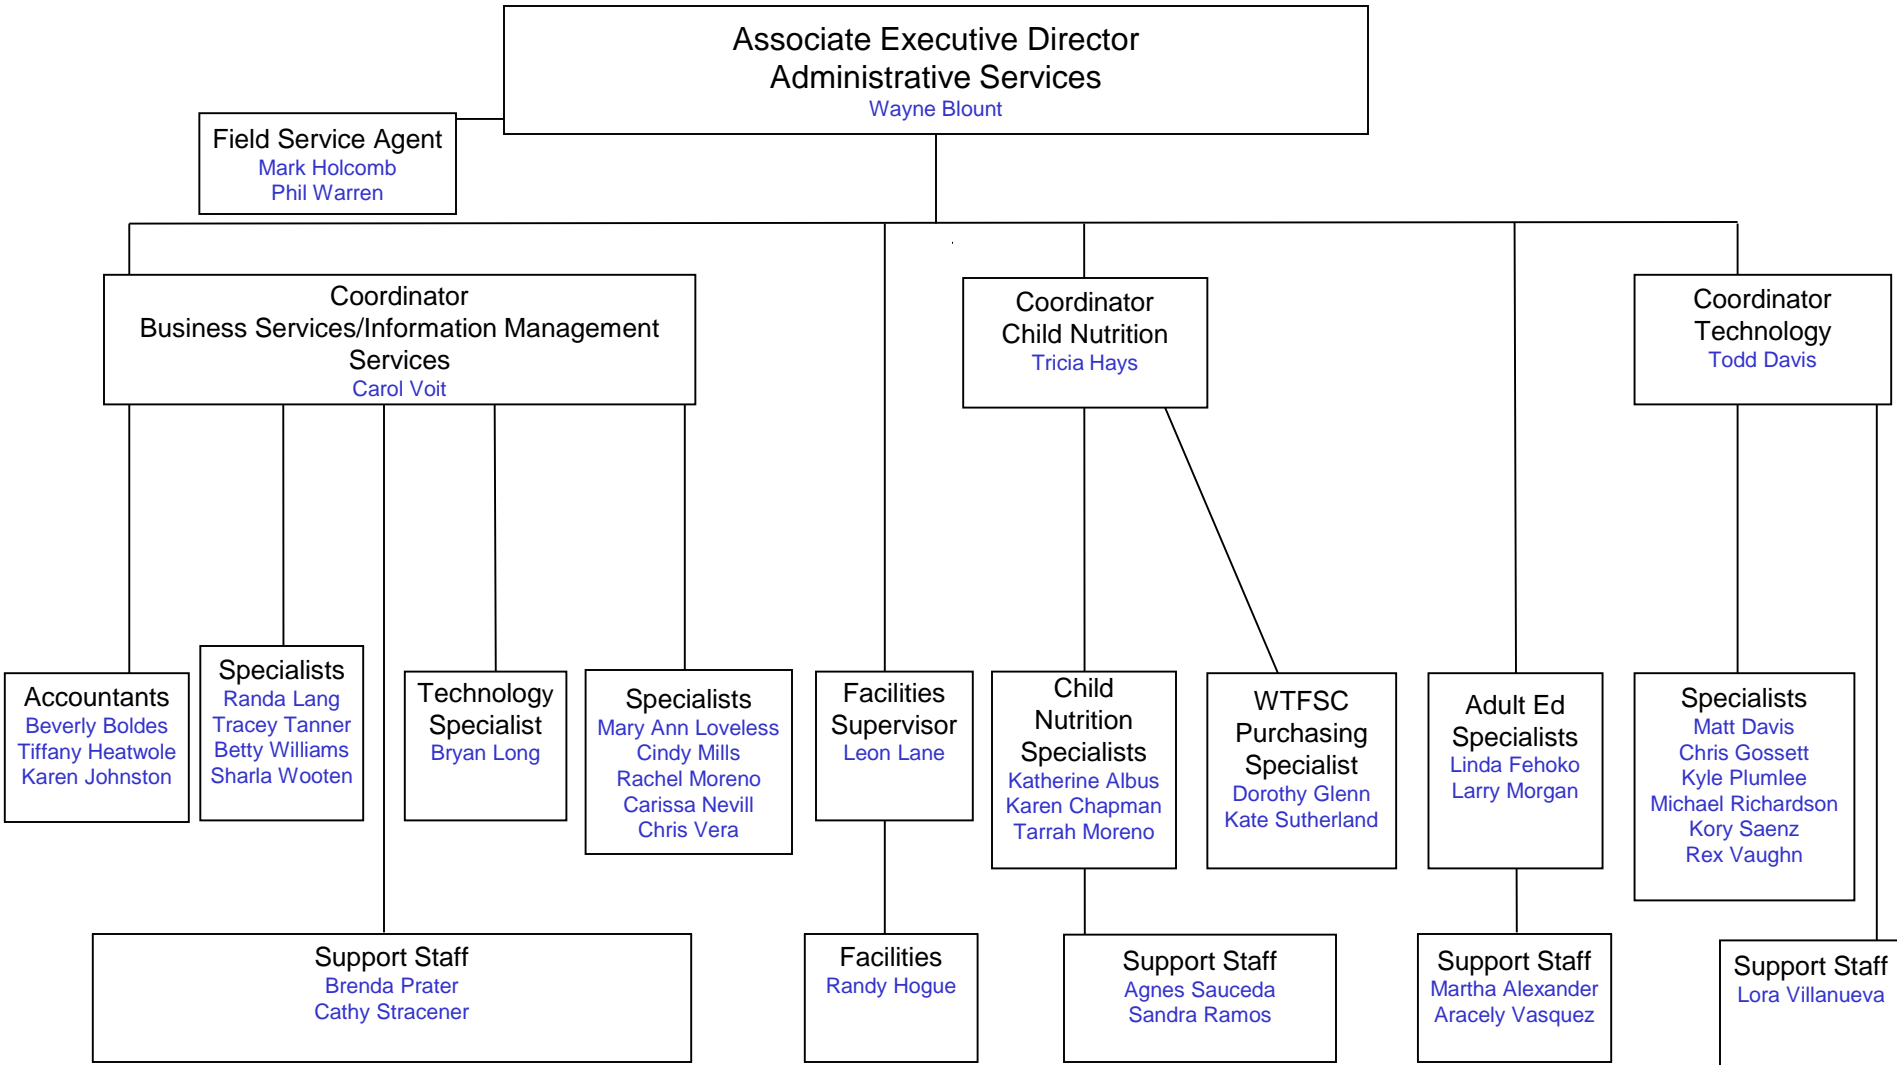 Associate Executive Director
Administrative Services
Wayne Blount
Field Service Agent
Mark Holcomb
Phil Warren
Coordinator
Business Services/Information Management
Services
Carol Voit
Coordinator
Child Nutrition
Tricia Hays
Coordinator
Technology
Todd Davis
Accountants
Beverly Boldes
Tiffany Heatwole
Karen Johnston
Specialists
Randa Lang
Tracey Tanner
Betty Williams
Sharla Wooten
Technology
Specialist
Bryan Long
Specialists
Mary Ann Loveless
Cindy Mills
Rachel Moreno
Carissa Nevill
Chris Vera
Facilities
Supervisor
Leon Lane
Child
Nutrition
Specialists
Katherine Albus
Karen Chapman
Tarrah Moreno
WTFSC
Purchasing
Specialist
Dorothy Glenn
Kate Sutherland
Adult Ed
Specialists
Linda Fehoko
Larry Morgan
Specialists
Matt Davis
Chris Gossett
Kyle Plumlee
Michael Richardson
Kory Saenz
Rex Vaughn
Support Staff
Brenda Prater
Cathy Stracener
Facilities
Randy Hogue
Support Staff
Agnes Sauceda
Sandra Ramos
Support Staff
Martha Alexander
Aracely Vasquez
Support Staff
Lora Villanueva